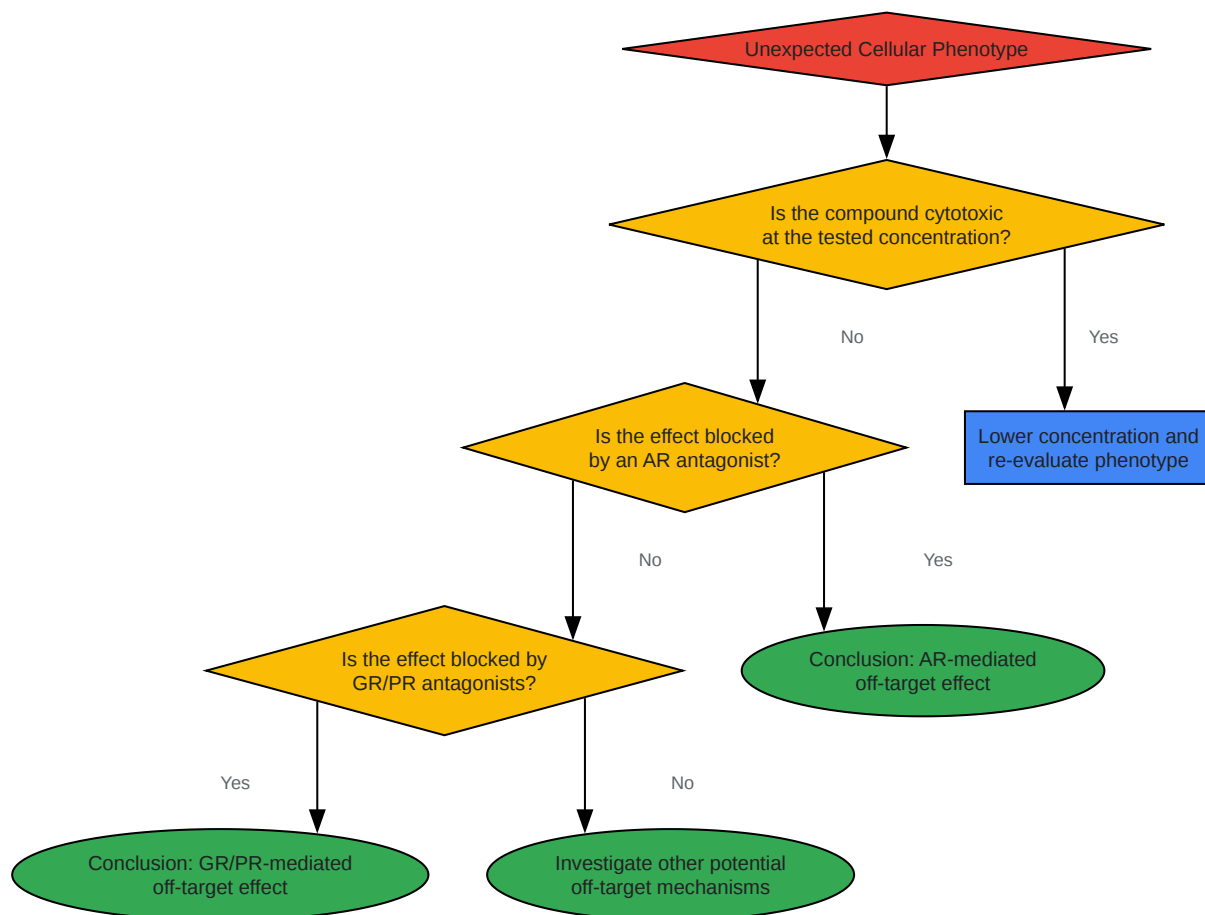 Unexpected Cellular Phenotype
Is the compound cytotoxic
at the tested concentration?
No
Yes
Is the effect blocked
by an AR antagonist?
Lower concentration and
re-evaluate phenotype
No
Yes
Is the effect blocked by
GR/PR antagonists?
Conclusion: AR-mediated
off-target effect
Yes
No
Conclusion: GR/PR-mediated
off-target effect
Investigate other potential
off-target mechanisms